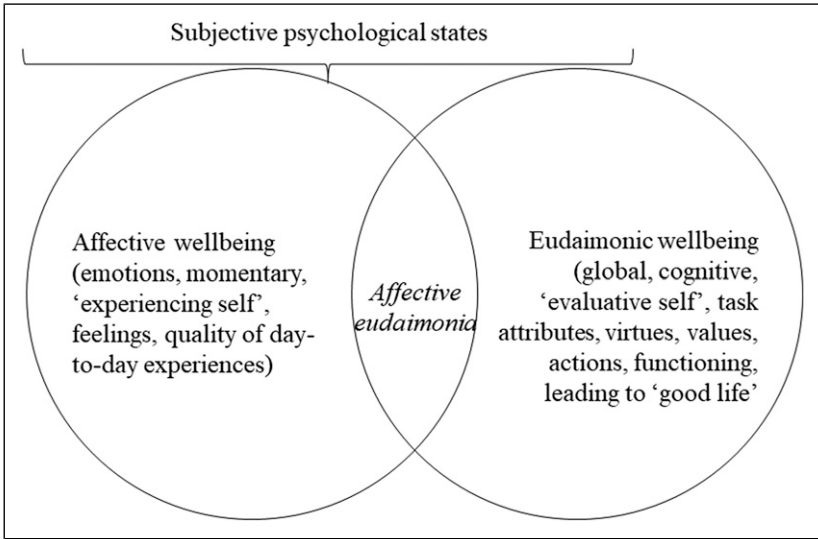 Subjective psychological states
Affective wellbeing
(emotions, momentary,
‘experiencing self’,
feelings, quality of day-
to-day experiences)
Affective
eudaimonia
Eudaimonic wellbeing
(global, cognitive,
‘evaluative self’, task
attributes, virtues, values,
actions, functioning,
leading to ‘good life’